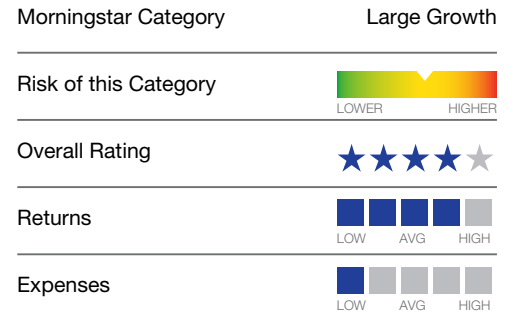 Morningstar Category Large Growth
Risk of this Category
LOWER HIGHER
Overall Rating
Returns
LOW AVG HIGH
Expenses
LOW AVG HIGH